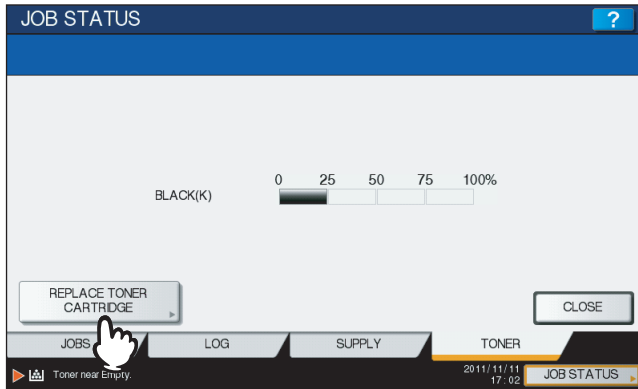 JOB STATUS ?
0 25 50 75 100%
BLACK(K)
REPLACE TONER
CARTRIDGE
CLOSE
JOBS LOG SUPPLY TONER
Toner near Empty.
2011/11/11
17:02
JOB STATUS